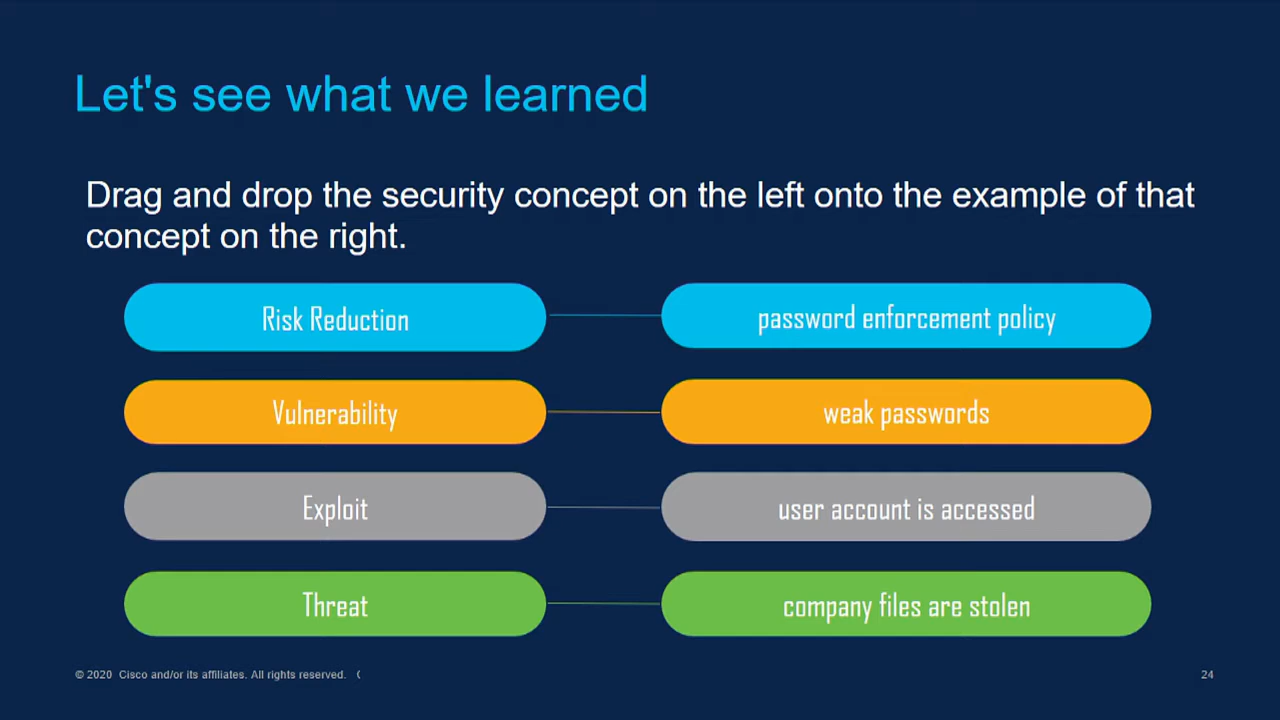 Let's see what we learned
Drag and drop the security concept on the left onto the example of that
concept on the right.
Risk Reduction
password enforcement policy
Vulnerability
weak passwords
Exploit
user account is accessed
Threat
company files are stolen
© 2020 Cisco and/or its affiliates. All rights reserved.
24